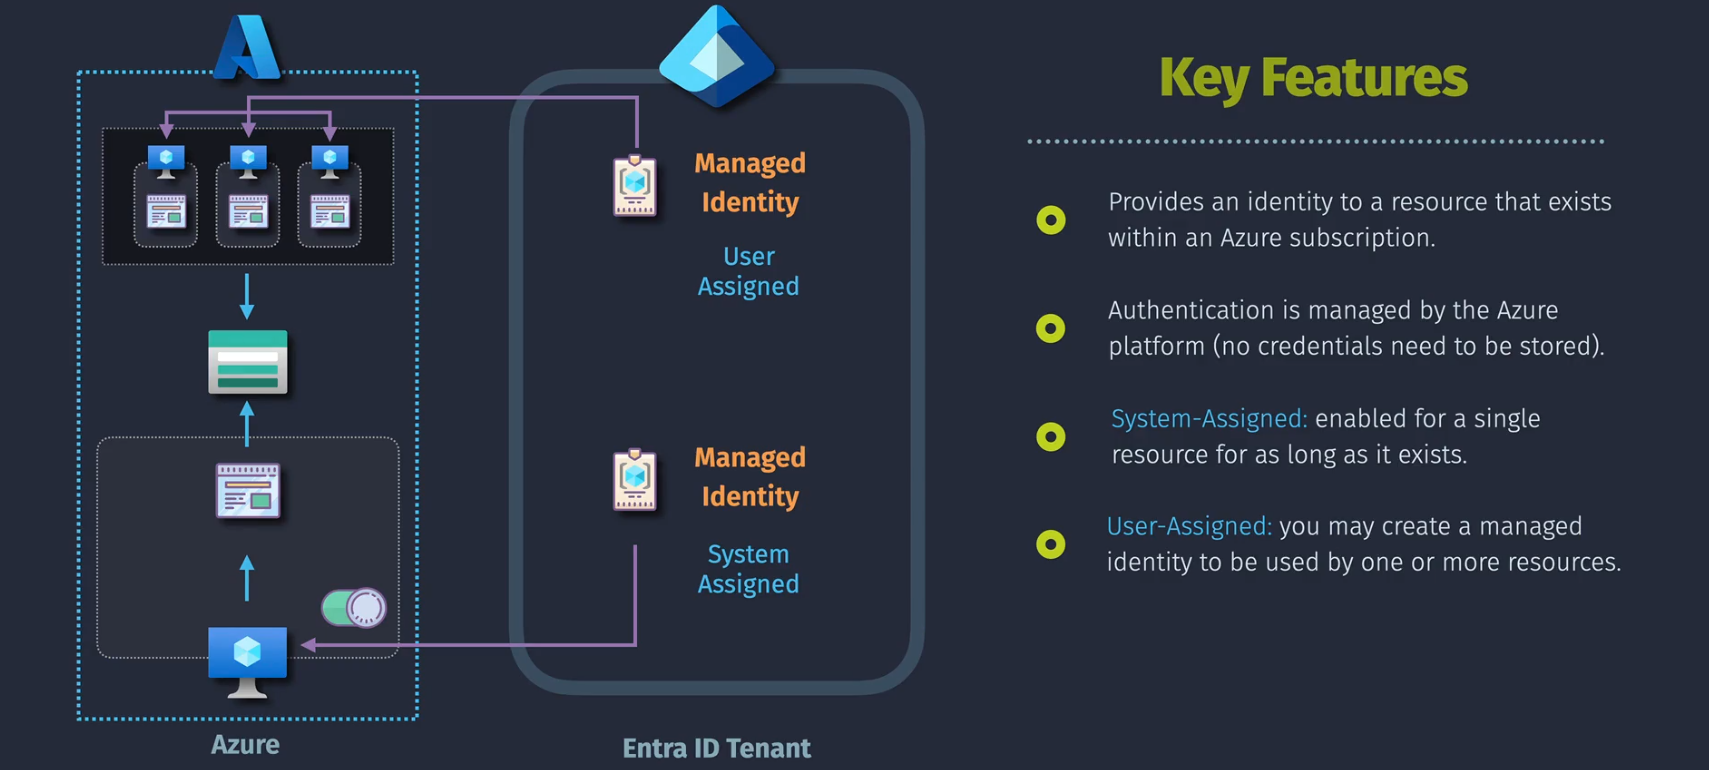 Managed
Identity
User
Assigned
Managed
Identity
System
Assigned
Azure
Entra ID Tenant
Key Features
Provides an identity to a resource that exists
within an Azure subscription.
Authentication is managed by the Azure
platform (no credentials need to be stored).
System-Assigned: enabled for a single
resource for as long as it exists.
User-Assigned: you may create a managed
identity to be used by one or more resources.